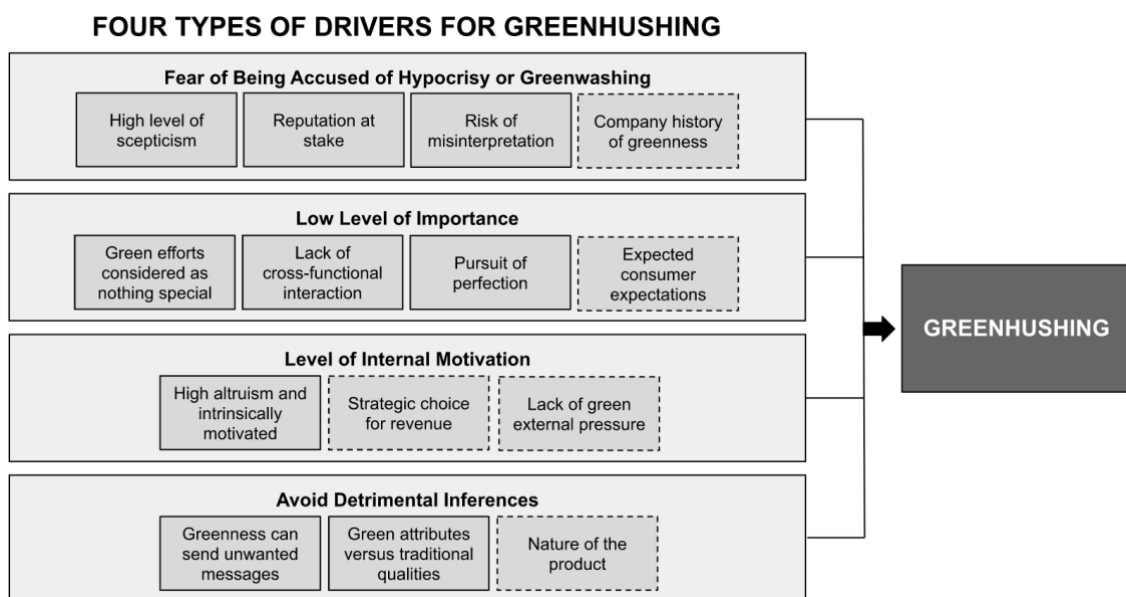 FOUR TYPES OF DRIVERS FOR GREENHUSHING
Fear of Being Accused of Hypocrisy or Greenwashing
High level of
scepticism
Reputation at
stake
Risk of
misinterpretation
Company history
of greenness
Low Level of Importance
Green efforts
considered as
nothing special
Lack of
cross-functional
interaction
Pursuit of
perfection
Expected
consumer
expectations
GREENHUSHING
Level of Internal Motivation
High altruism and
intrinsically
motivated
Strategic choice
for revenue
Lack of green
external pressure
Avoid Detrimental Inferences
Greenness can
send unwanted
messages
Green attributes
versus traditional
qualities
Nature of the
product